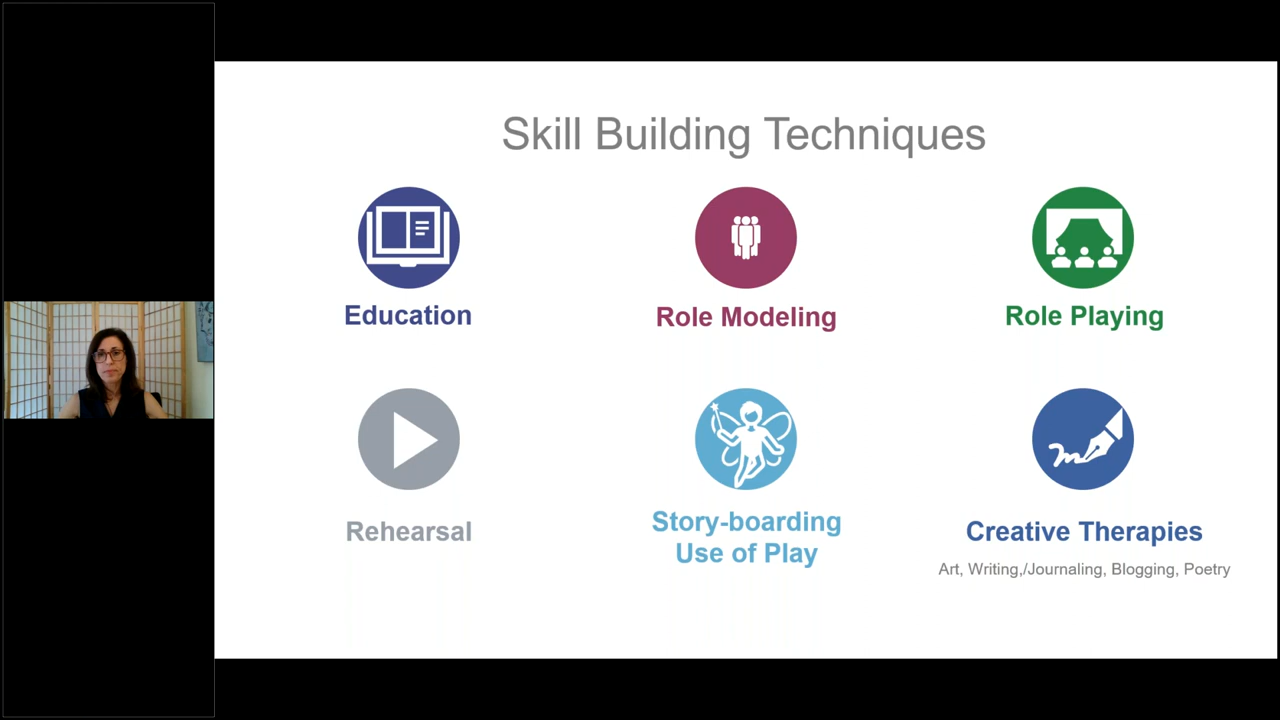 Skill Building Techniques
Education
Role Modeling
Role Playing
Rehearsal
Story-boarding
Use of Play
Creative Therapies
Art, Writing,/Journaling, Blogging, Poetry